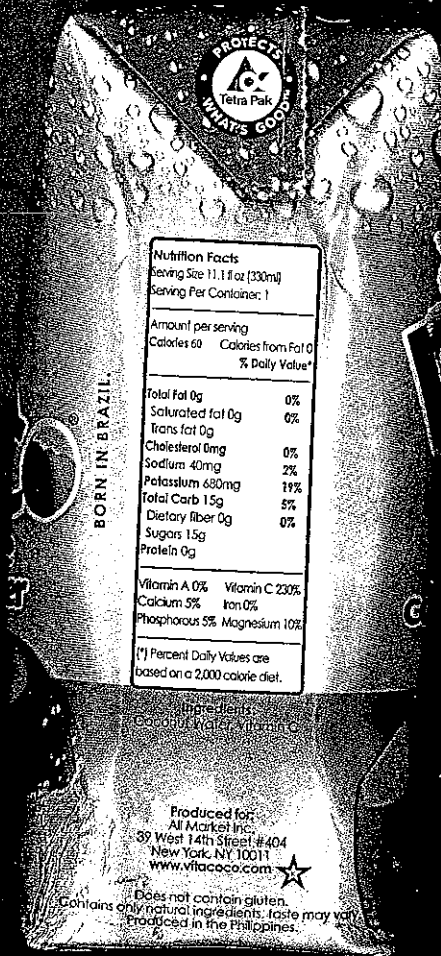 PROTECTS
Tetra Pak
WHAT'S GOOD
Nutrition Facts
Serving Size 11.1 fl oz (330ml)
Serving Per Container: 1
Amount per serving
Calories 60 Calories from Fat 0
% Daily Value*
Total Fat 0g 0%
Saturated fat 0g 0%
Trans fat 0g
Cholesterol 0mg 0%
Sodium 40mg 2%
Potassium 680mg 19%
Total Carb 15g 5%
Dietary fiber 0g 0%
Sugars 15g
Protein 0g
Vitamin A 0% Vitamin C 230%
Calcium 5% Iron 0%
Phosphorous 5% Magnesium 10%
(*) Percent Daily Values are
based on a 2,000 calorie diet.
BORN IN BRAZIL.
Ingredients:
Coconut Water, Vitamin C
Produced for:
All Market Inc.
39 West 14th Street #404
New York, NY 10011
www.vitacoco.com
Does not contain gluten.
Contains only natural ingredients, taste may vary.
Produced in the Philippines.